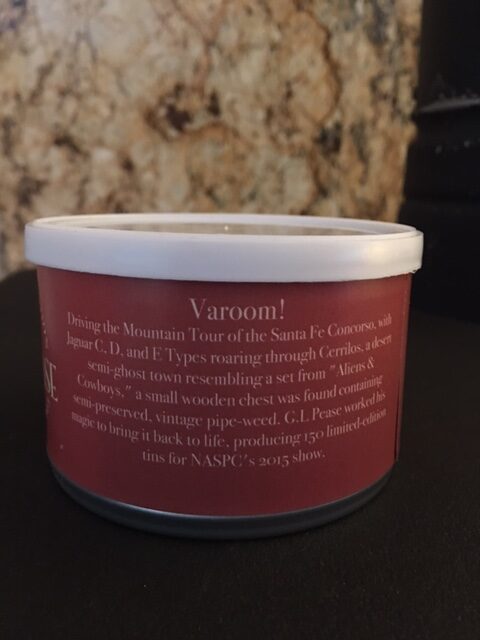 Varoom!
Driving the Mountain Tour of the Santa Fe Concorso, with
Jaguar C, D, and E Types roaring through Cerrilos, a desert
semi-ghost town resembling a set from "Aliens &
Cowboys," a small wooden chest was found containing
semi-preserved, vintage pipe-weed. G.L Pease worked his
magic to bring it back to life, producing 150 limited-edition
tins for NASPC's 2015 show.